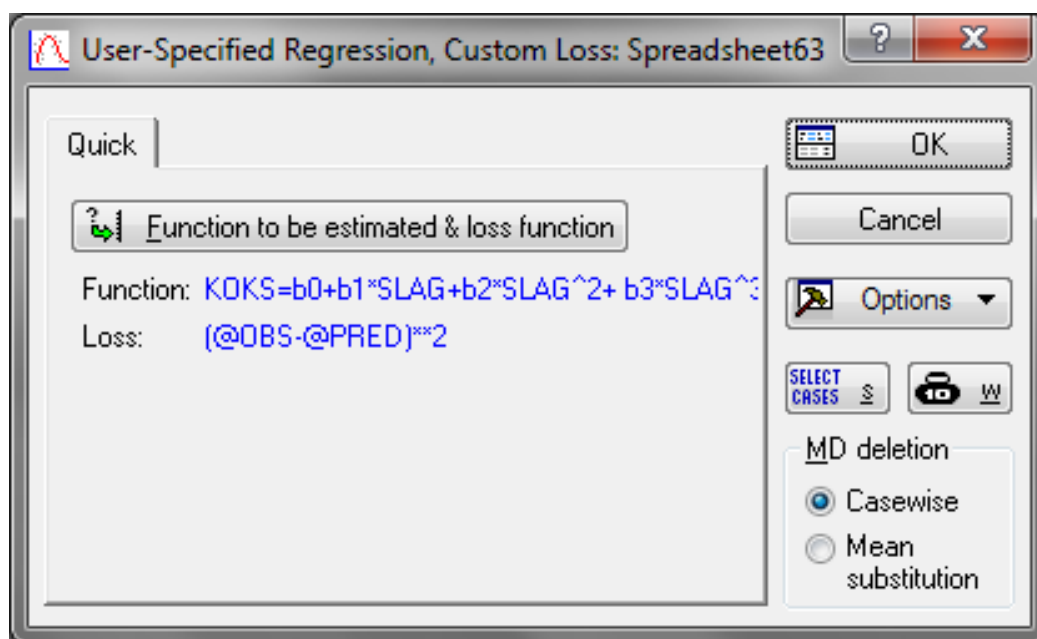 User-Specified Regression, Custom Loss: Spreadsheet63
?
X
Quick
OK
Function to be estimated & loss function
Cancel
Function: KOKS=b0+b1*SLAG+b2*SLAG^2+ b3*SLAG^3
Loss: (@OBS-@PRED)**2
Options
SELECT CASES S
W
MD deletion
Casewise
Mean
substitution